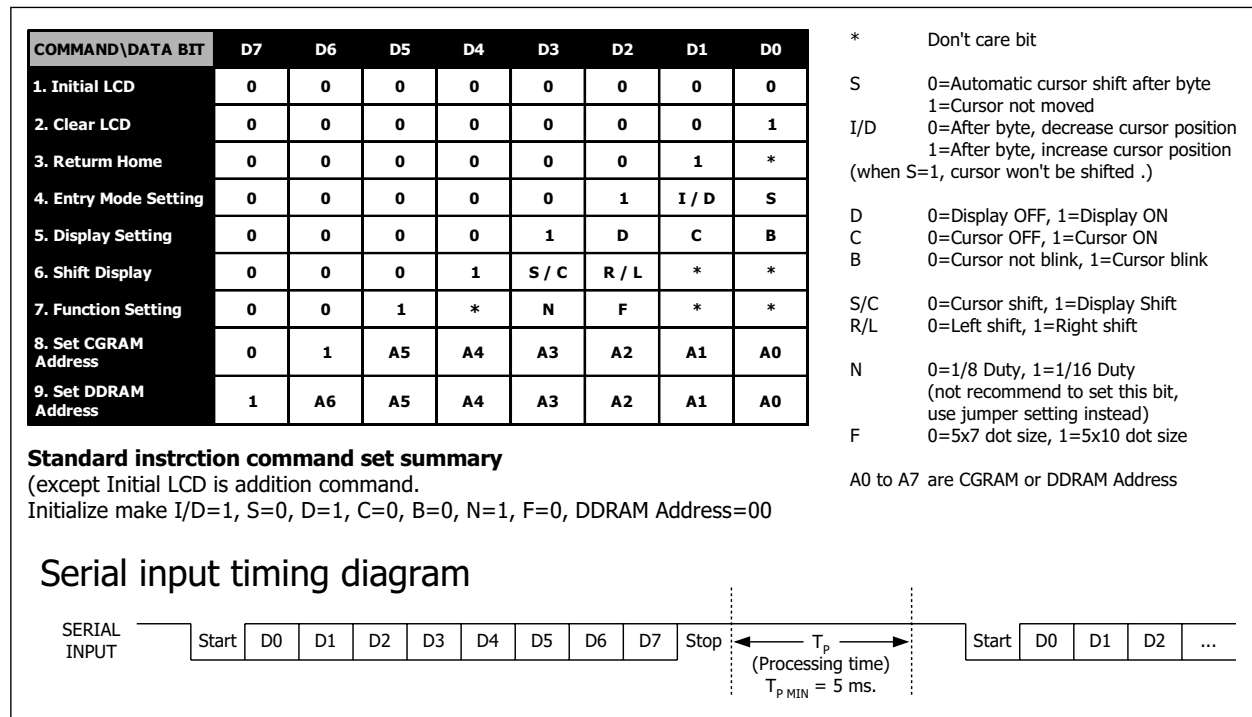 COMMAND\DATA BIT D7 D6 D5 D4 D3 D2 D1 D0
1. Initial LCD 0 0 0 0 0 0 0 0
2. Clear LCD 0 0 0 0 0 0 0 1
3. Returm Home 0 0 0 0 0 0 1 *
4. Entry Mode Setting 0 0 0 0 0 1 I / D S
5. Display Setting 0 0 0 0 1 D C B
6. Shift Display 0 0 0 1 S / C R / L * *
7. Function Setting 0 0 1 * N F * *
8. Set CGRAM
Address 0 1 A5 A4 A3 A2 A1 A0
9. Set DDRAM
Address 1 A6 A5 A4 A3 A2 A1 A0
Standard instrction command set summary
(except Initial LCD is addition command.
Initialize make I/D=1, S=0, D=1, C=0, B=0, N=1, F=0, DDRAM Address=00
* Don't care bit
S 0=Automatic cursor shift after byte
1=Cursor not moved
I/D 0=After byte, decrease cursor position
1=After byte, increase cursor position
(when S=1, cursor won't be shifted .)
D 0=Display OFF, 1=Display ON
C 0=Cursor OFF, 1=Cursor ON
B 0=Cursor not blink, 1=Cursor blink
S/C 0=Cursor shift, 1=Display Shift
R/L 0=Left shift, 1=Right shift
N 0=1/8 Duty, 1=1/16 Duty
(not recommend to set this bit,
use jumper setting instead)
F 0=5x7 dot size, 1=5x10 dot size
A0 to A7 are CGRAM or DDRAM Address
Serial input timing diagram
SERIAL
INPUT
Start D0 D1 D2 D3 D4 D5 D6 D7 Stop TP Start D0 D1 D2 ...
(Processing time)
TP MIN = 5 ms.